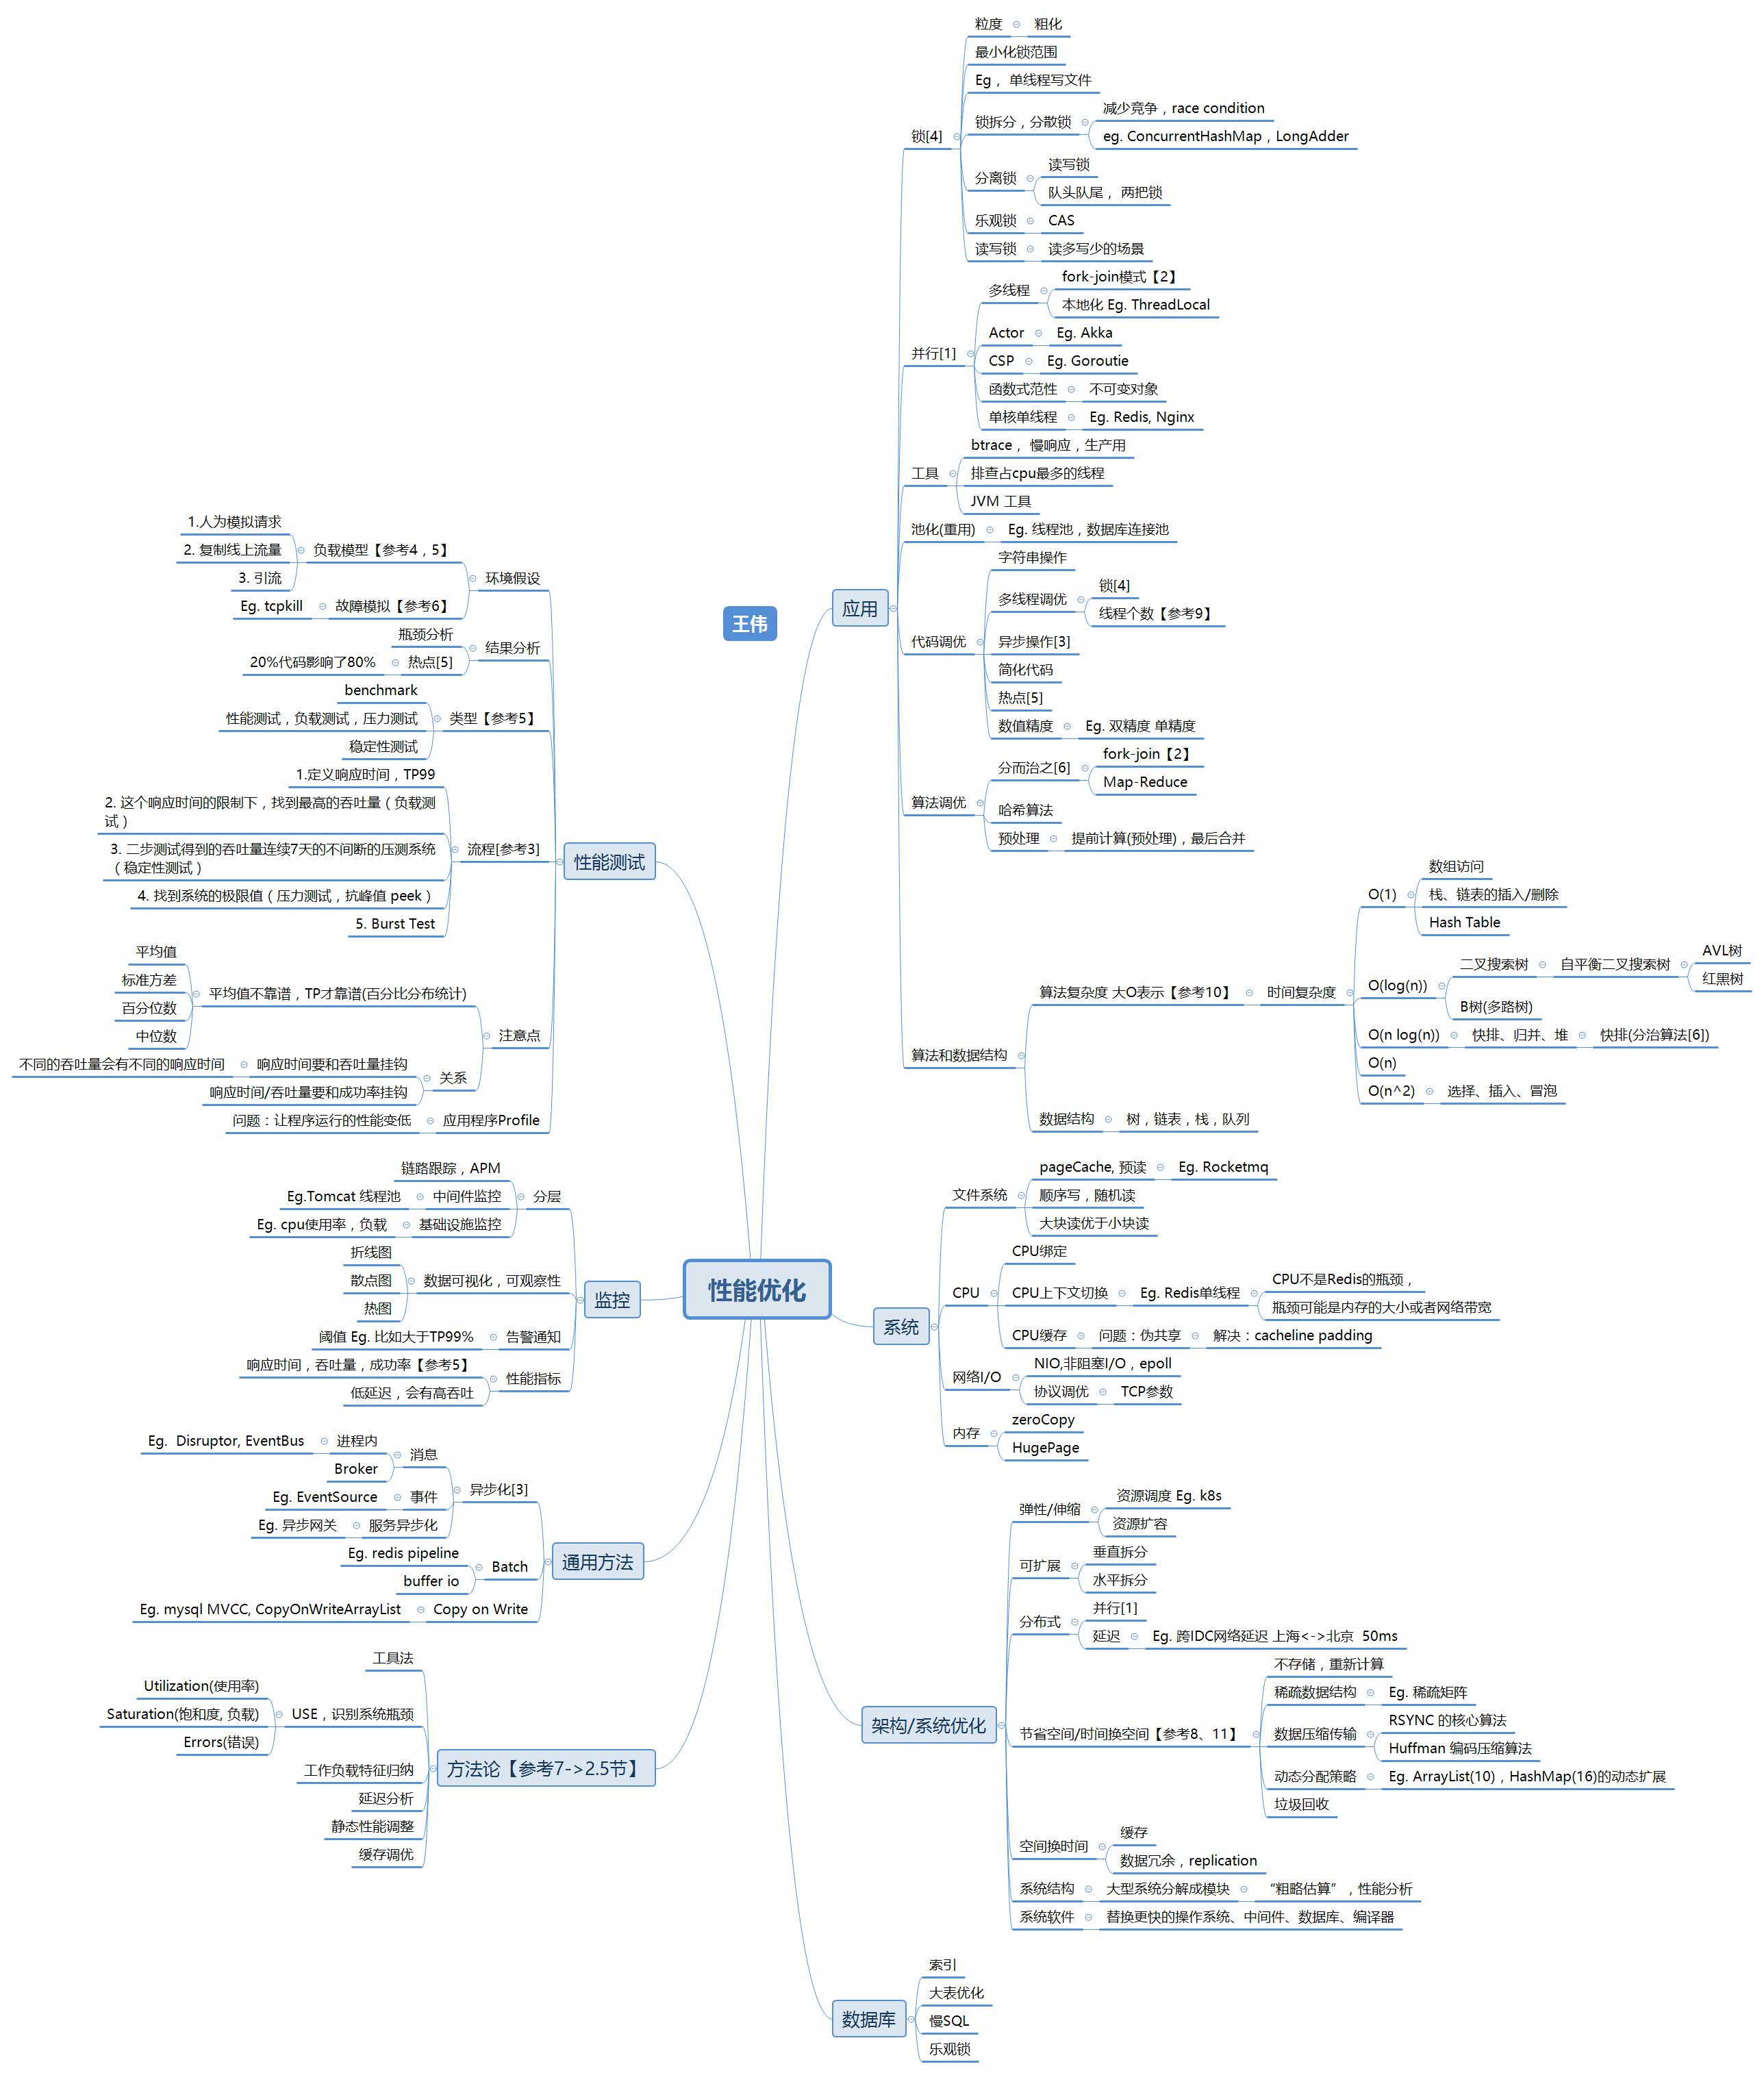 性能优化
王伟
应用
锁[4]
粒度
粗化
最小化锁范围
Eg， 单线程写文件
锁拆分，分散锁
减少竞争，race condition
eg. ConcurrentHashMap，LongAdder
分离锁
读写锁
队头队尾， 两把锁
乐观锁
CAS
读写锁
读多写少的场景
并行[1]
多线程
fork-join模式【2】
本地化 Eg. ThreadLocal
Actor
Eg. Akka
CSP
Eg. Goroutie
函数式范性
不可变对象
单核单线程
Eg. Redis, Nginx
工具
btrace， 慢响应，生产用
排查占cpu最多的线程
JVM 工具
池化(重用)
Eg. 线程池，数据库连接池
代码调优
字符串操作
多线程调优
锁[4]
线程个数【参考9】
异步操作[3]
简化代码
热点[5]
数值精度
Eg. 双精度 单精度
算法调优
分而治之[6]
fork-join【2】
Map-Reduce
哈希算法
预处理
提前计算(预处理)，最后合并
算法和数据结构
算法复杂度 大O表示【参考10】
时间复杂度
O(1)
数组访问
栈、链表的插入/删除
Hash Table
O(log(n))
二叉搜索树
自平衡二叉搜索树
AVL树
红黑树
B树(多路树)
O(n log(n))
快排、归并、堆
快排(分治算法[6])
O(n)
O(n^2)
选择、插入、冒泡
数据结构
树，链表，栈，队列
系统
文件系统
pageCache, 预读
Eg. Rocketmq
顺序写，随机读
大块读优于小块读
CPU
CPU绑定
CPU上下文切换
Eg. Redis单线程
CPU不是Redis的瓶颈，
瓶颈可能是内存的大小或者网络带宽
CPU缓存
问题：伪共享
解决：cacheline padding
网络I/O
NIO,非阻塞I/O，epoll
协议调优
TCP参数
内存
zeroCopy
HugePage
架构/系统优化
弹性/伸缩
资源调度 Eg. k8s
资源扩容
可扩展
垂直拆分
水平拆分
分布式
并行[1]
延迟
Eg. 跨IDC网络延迟 上海<->北京  50ms
节省空间/时间换空间【参考8、11】
不存储，重新计算
稀疏数据结构
Eg. 稀疏矩阵
数据压缩传输
RSYNC 的核心算法
Huffman 编码压缩算法
动态分配策略
Eg. ArrayList(10)，HashMap(16)的动态扩展
垃圾回收
空间换时间
缓存
数据冗余，replication
系统结构
大型系统分解成模块
“粗略估算”，性能分析
系统软件
替换更快的操作系统、中间件、数据库、编译器
数据库
索引
大表优化
慢SQL
乐观锁
性能测试
环境假设
负载模型【参考4，5】
1.人为模拟请求
2. 复制线上流量
3. 引流
故障模拟【参考6】
Eg. tcpkill
结果分析
瓶颈分析
热点[5]
20%代码影响了80%
类型【参考5】
benchmark
性能测试，负载测试，压力测试
稳定性测试
流程[参考3]
1.定义响应时间，TP99
2. 这个响应时间的限制下，找到最高的吞吐量（负载测
试）
3. 二步测试得到的吞吐量连续7天的不间断的压测系统
（稳定性测试）
4. 找到系统的极限值（压力测试，抗峰值 peek）
5. Burst Test
注意点
平均值不靠谱，TP才靠谱(百分比分布统计)
平均值
标准方差
百分位数
中位数
关系
响应时间要和吞吐量挂钩
不同的吞吐量会有不同的响应时间
响应时间/吞吐量要和成功率挂钩
应用程序Profile
问题：让程序运行的性能变低
监控
分层
链路跟踪，APM
中间件监控
Eg.Tomcat 线程池
基础设施监控
Eg. cpu使用率，负载
数据可视化，可观察性
折线图
散点图
热图
告警通知
阈值 Eg. 比如大于TP99%
性能指标
响应时间，吞吐量，成功率【参考5】
低延迟，会有高吞吐
通用方法
异步化[3]
消息
进程内
Eg.  Disruptor, EventBus
Broker
事件
Eg. EventSource
服务异步化
Eg. 异步网关
Batch
Eg. redis pipeline
buffer io
Copy on Write
Eg. mysql MVCC, CopyOnWriteArrayList
方法论【参考7->2.5节】
工具法
USE，识别系统瓶颈
Utilization(使用率)
Saturation(饱和度, 负载)
Errors(错误)
工作负载特征归纳
延迟分析
静态性能调整
缓存调优